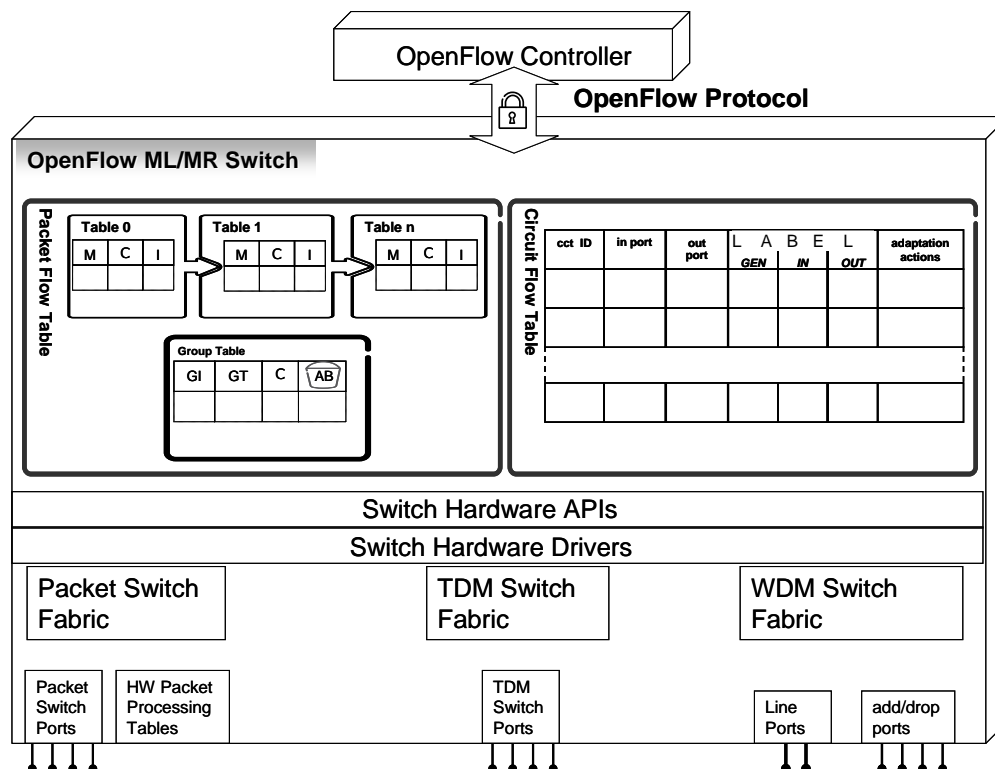 OpenFlow Controller
OpenFlow Protocol
OpenFlow ML/MR Switch
Packet Flow Table
Table 0
M C I
Table 1
M C I
Table n
M C I
Group Table
GI GT C AB
Circuit Flow Table
cct ID
in port
out
port
L A B E L
GEN IN OUT
adaptation
actions
Switch Hardware APIs
Switch Hardware Drivers
Packet Switch
Fabric
TDM Switch
Fabric
WDM Switch
Fabric
Packet
Switch
Ports
HW Packet
Processing
Tables
TDM
Switch
Ports
Line
Ports
add/drop
ports